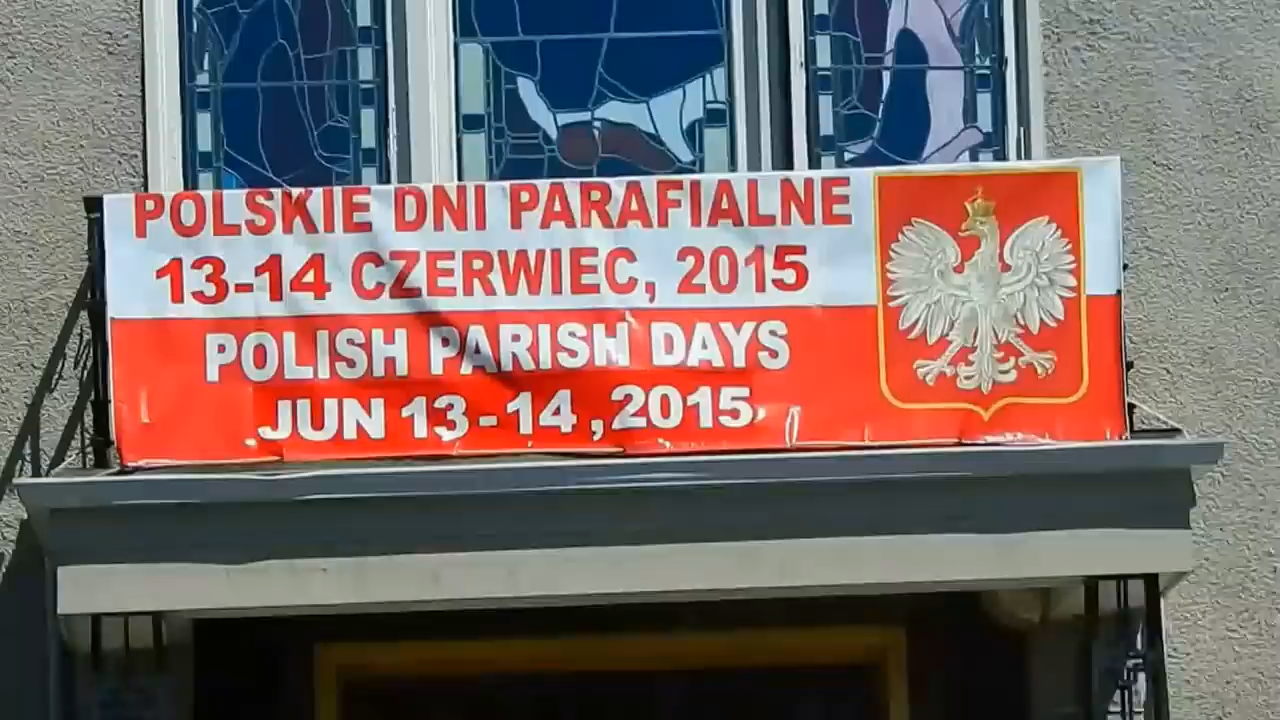 POLSKIE DNI PARAFIALNE
13-14 CZERWIEC, 2015
POLISH PARISH DAYS
JUN 13-14, 2015